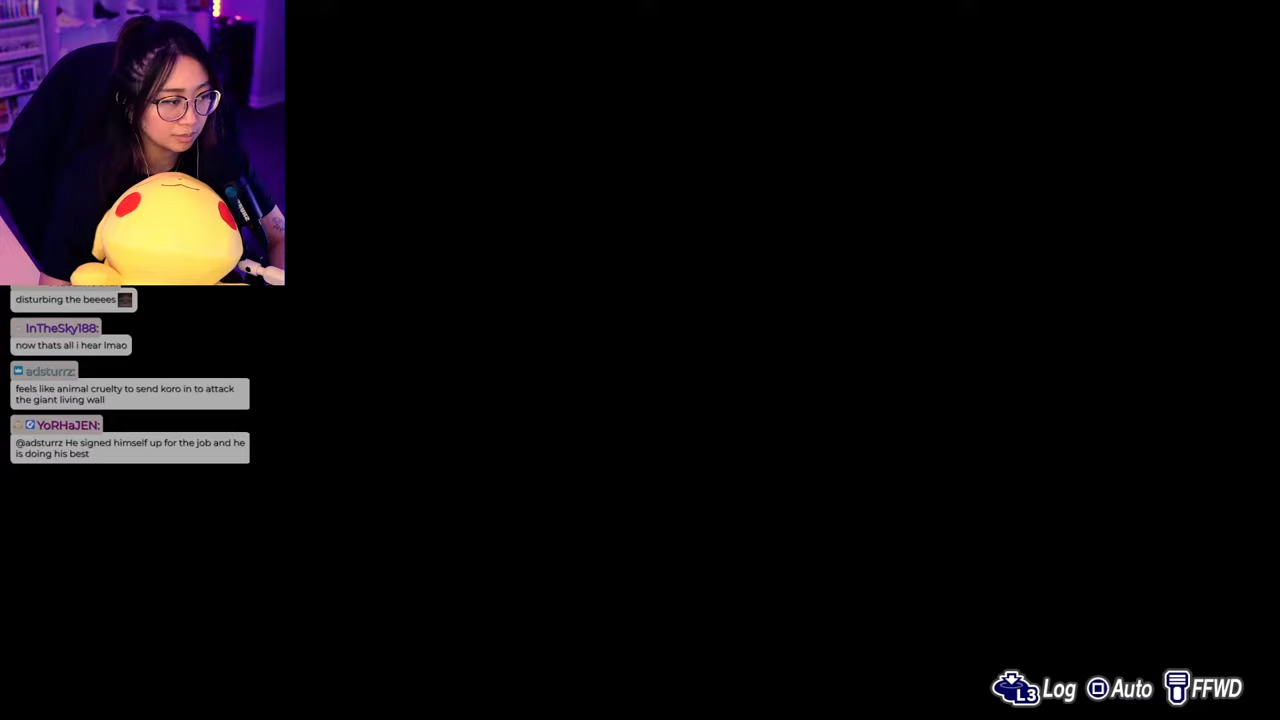 disturbing the beeees
InTheSky188:
now thats all i hear lmao
adsturrz:
feels like animal cruelty to send koro in to attack
the giant living wall
YoRHaJEN:
@adsturrz He signed himself up for the job and he
is doing his best
L3 Log Auto FFWD